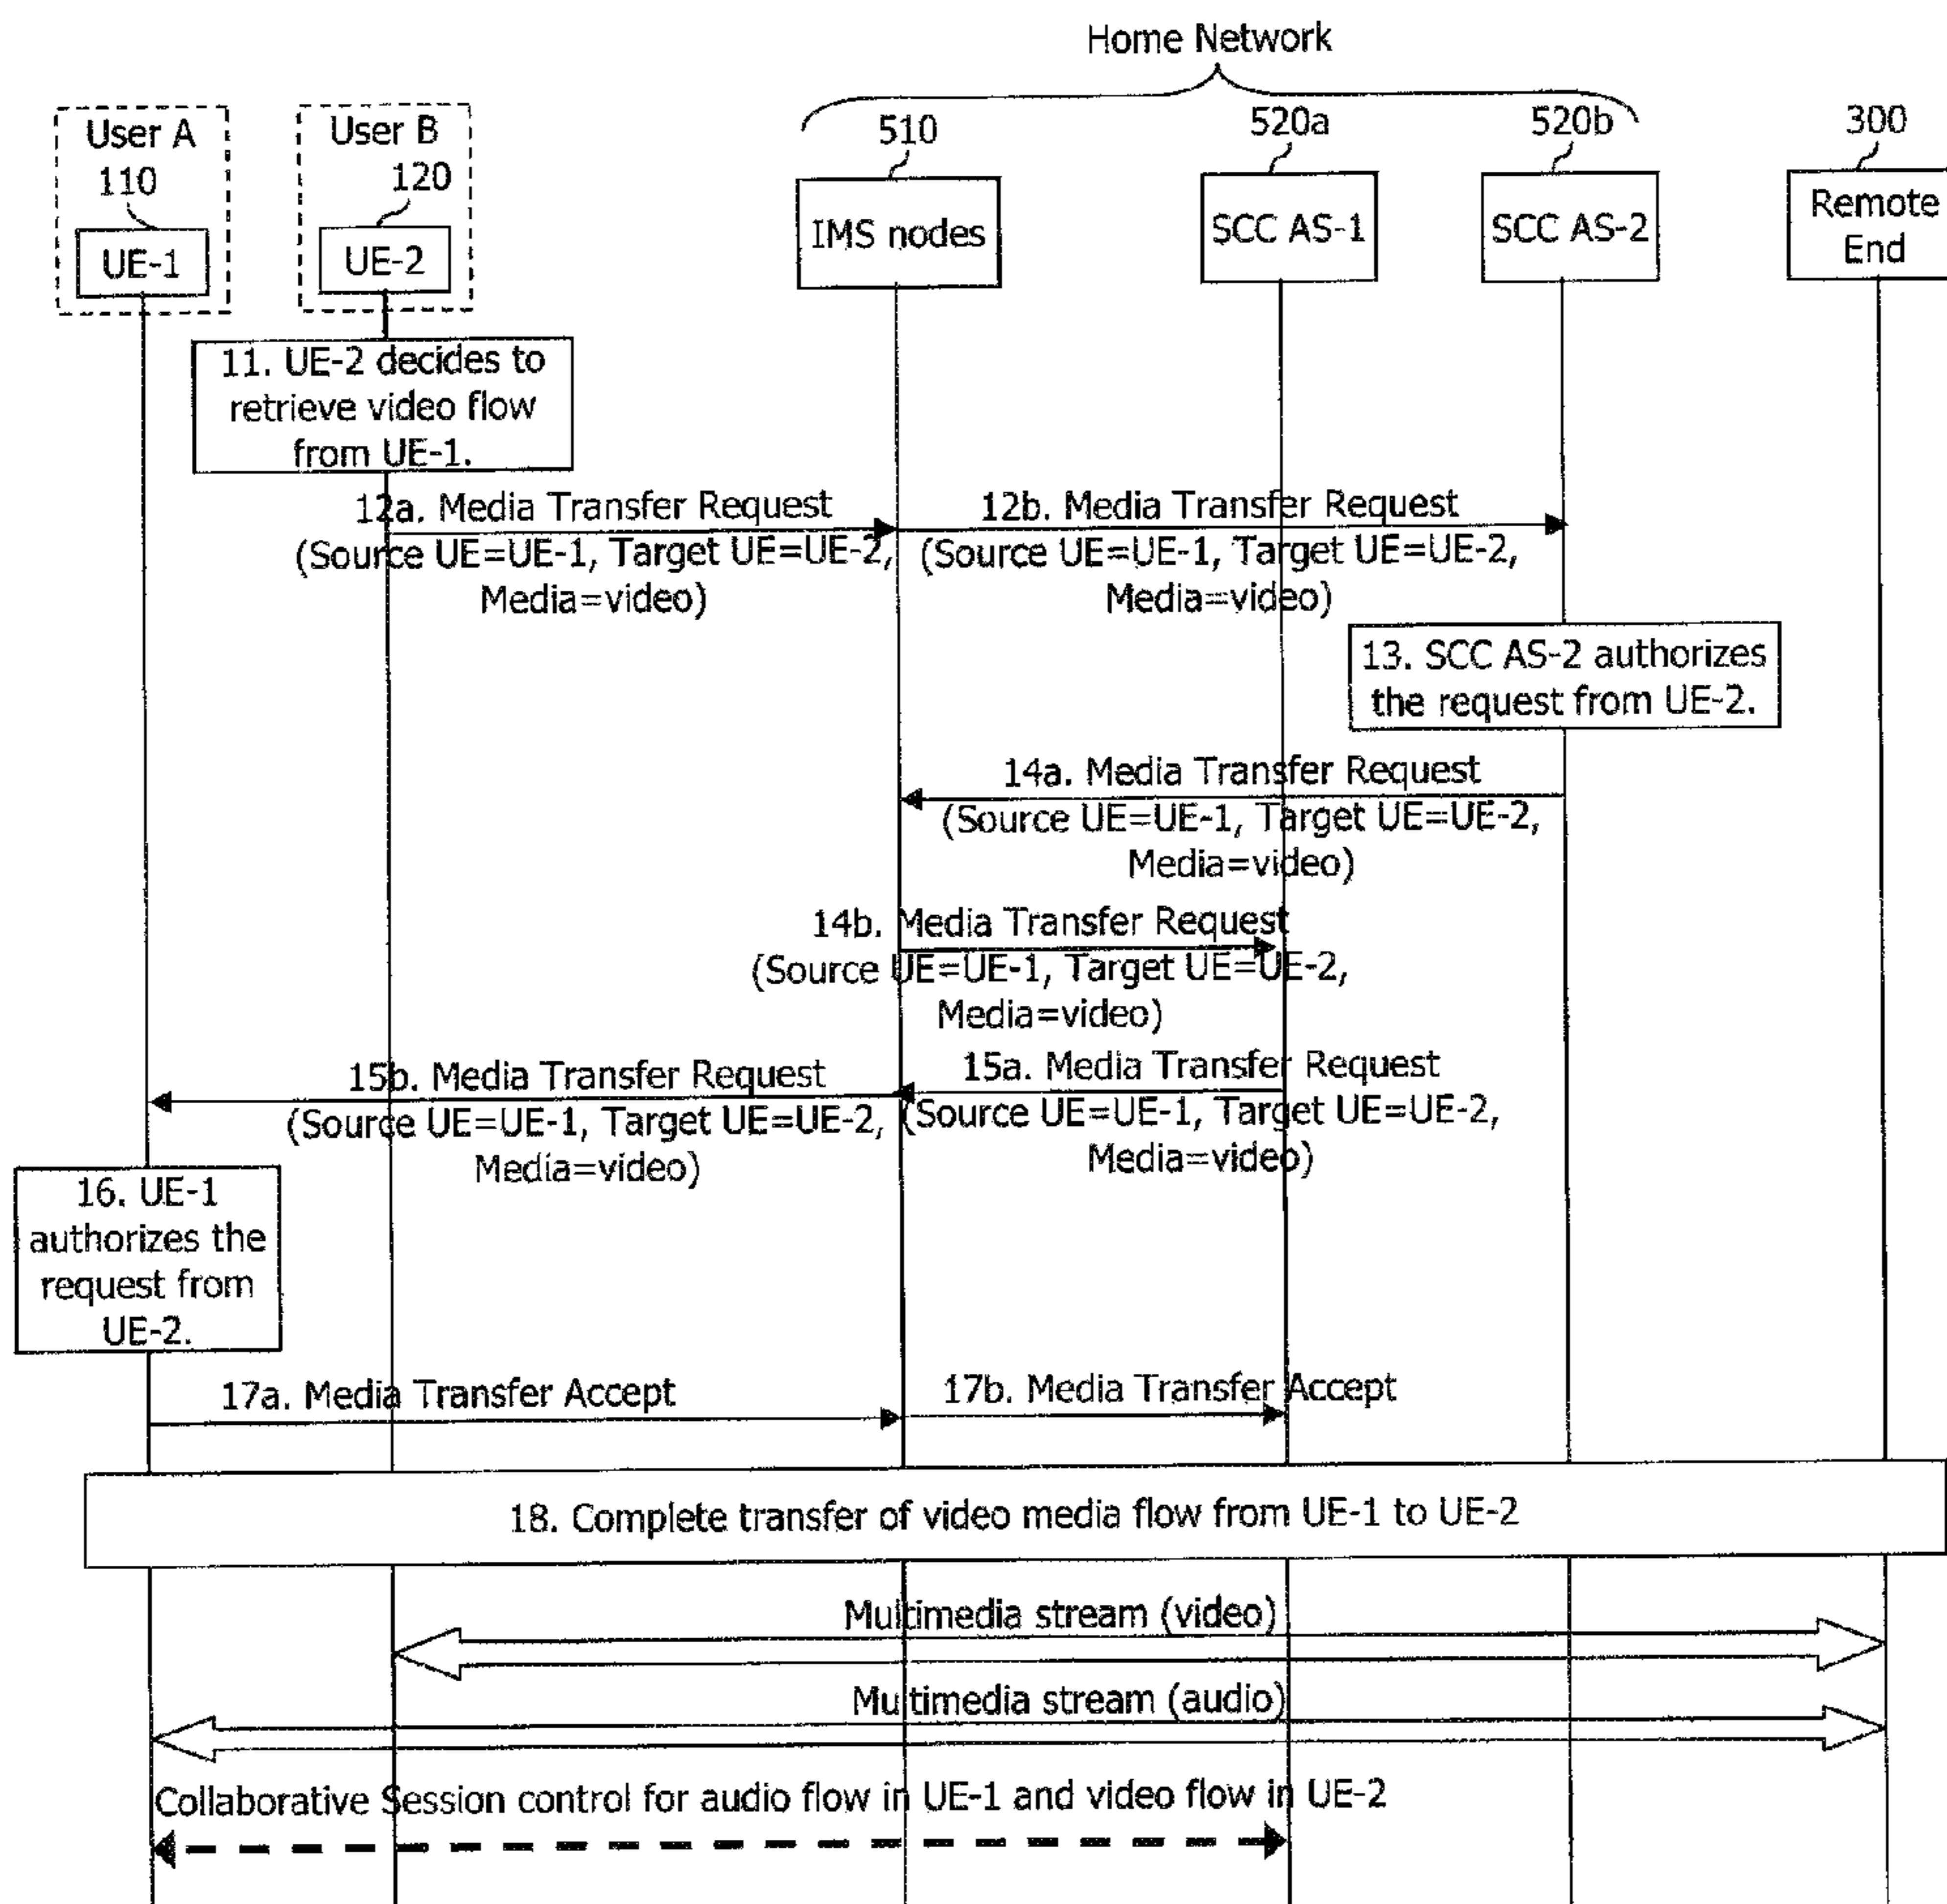 Home Network
User A
User B
510
520a
520b
300
110
120
UE-1
UE-2
IMS nodes
SCC AS-1
SCC AS-2
Remote
End
11. UE-2 decides to
retrieve video flow
from UE-1.
12a. Media Transfer Request
(Source UE=UE-1, Target UE=UE-2,
Media=video)
12b. Media Transfer Request
(Source UE=UE-1, Target UE=UE-2,
Media=video)
13. SCC AS-2 authorizes
the request from UE-2.
14a. Media Transfer Request
(Source UE=UE-1, Target UE=UE-2,
Media=video)
14b. Media Transfer Request
(Source UE=UE-1, Target UE=UE-2,
Media=video)
15b. Media Transfer Request
(Source UE=UE-1, Target UE=UE-2,
Media=video)
15a. Media Transfer Request
(Source UE=UE-1, Target UE=UE-2,
Media=video)
16. UE-1
authorizes the
request from
UE-2.
17a. Media Transfer Accept
17b. Media Transfer Accept
18. Complete transfer of video media flow from UE-1 to UE-2
Multimedia stream (video)
Multimedia stream (audio)
Collaborative Session control for audio flow in UE-1 and video flow in UE-2